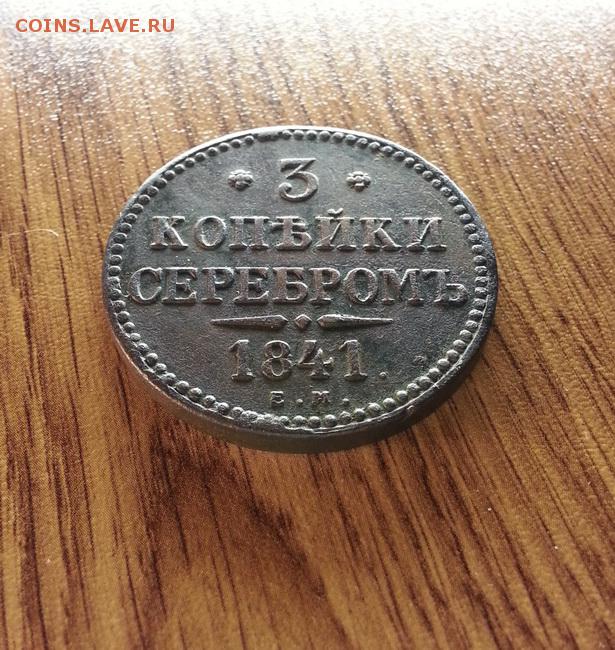 COINS.LAVE.RU
3
КОПѢЙКИ
СЕРЕБРОМЪ
1841.
Е.М.